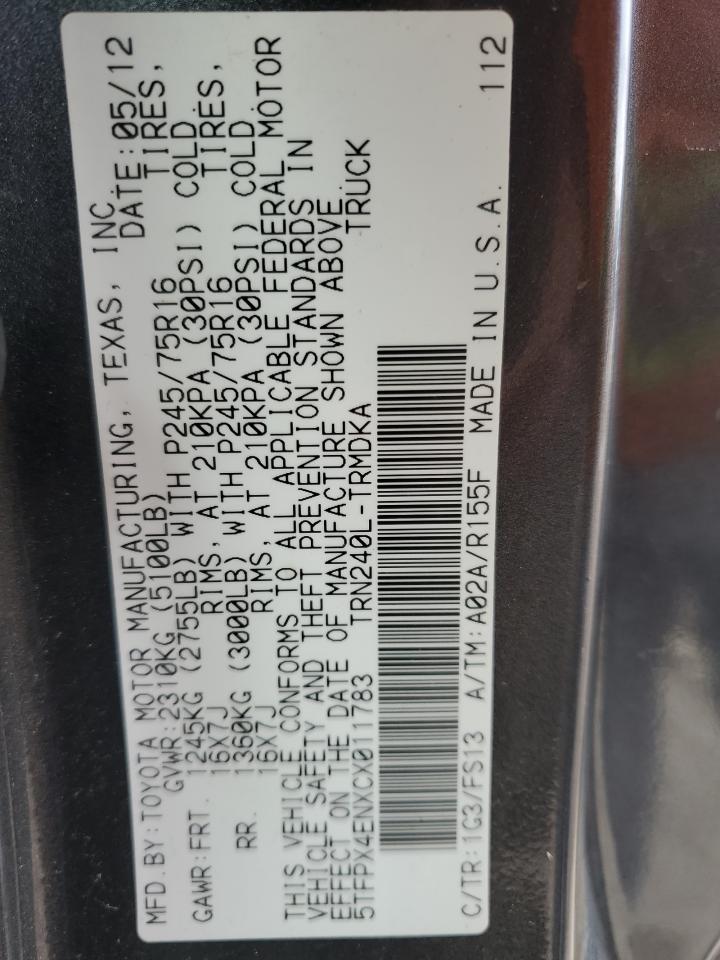 MFD.BY:TOYOTA MOTOR MANUFACTURING, TEXAS, INC.
GVWR:2310KG (5100LB) DATE:05/12
GAWR:FRT. 1245KG (2755LB) WITH P245/75R16 TIRES,
16X7J RIMS, AT 210KPA (30PSI) COLD
RR. 1360KG (3000LB) WITH P245/75R16 TIRES,
16X7J RIMS, AT 210KPA (30PSI) COLD
THIS VEHICLE CONFORMS TO ALL APPLICABLE FEDERAL MOTOR
VEHICLE SAFETY AND THEFT PREVENTION STANDARDS IN
EFFECT ON THE DATE OF MANUFACTURE SHOWN ABOVE.
5TFPX4ENXCX011783 TRN240L-TRMDKA TRUCK
C/TR:1G3/FS13 A/TM:A02A/R155F MADE IN U.S.A. 112